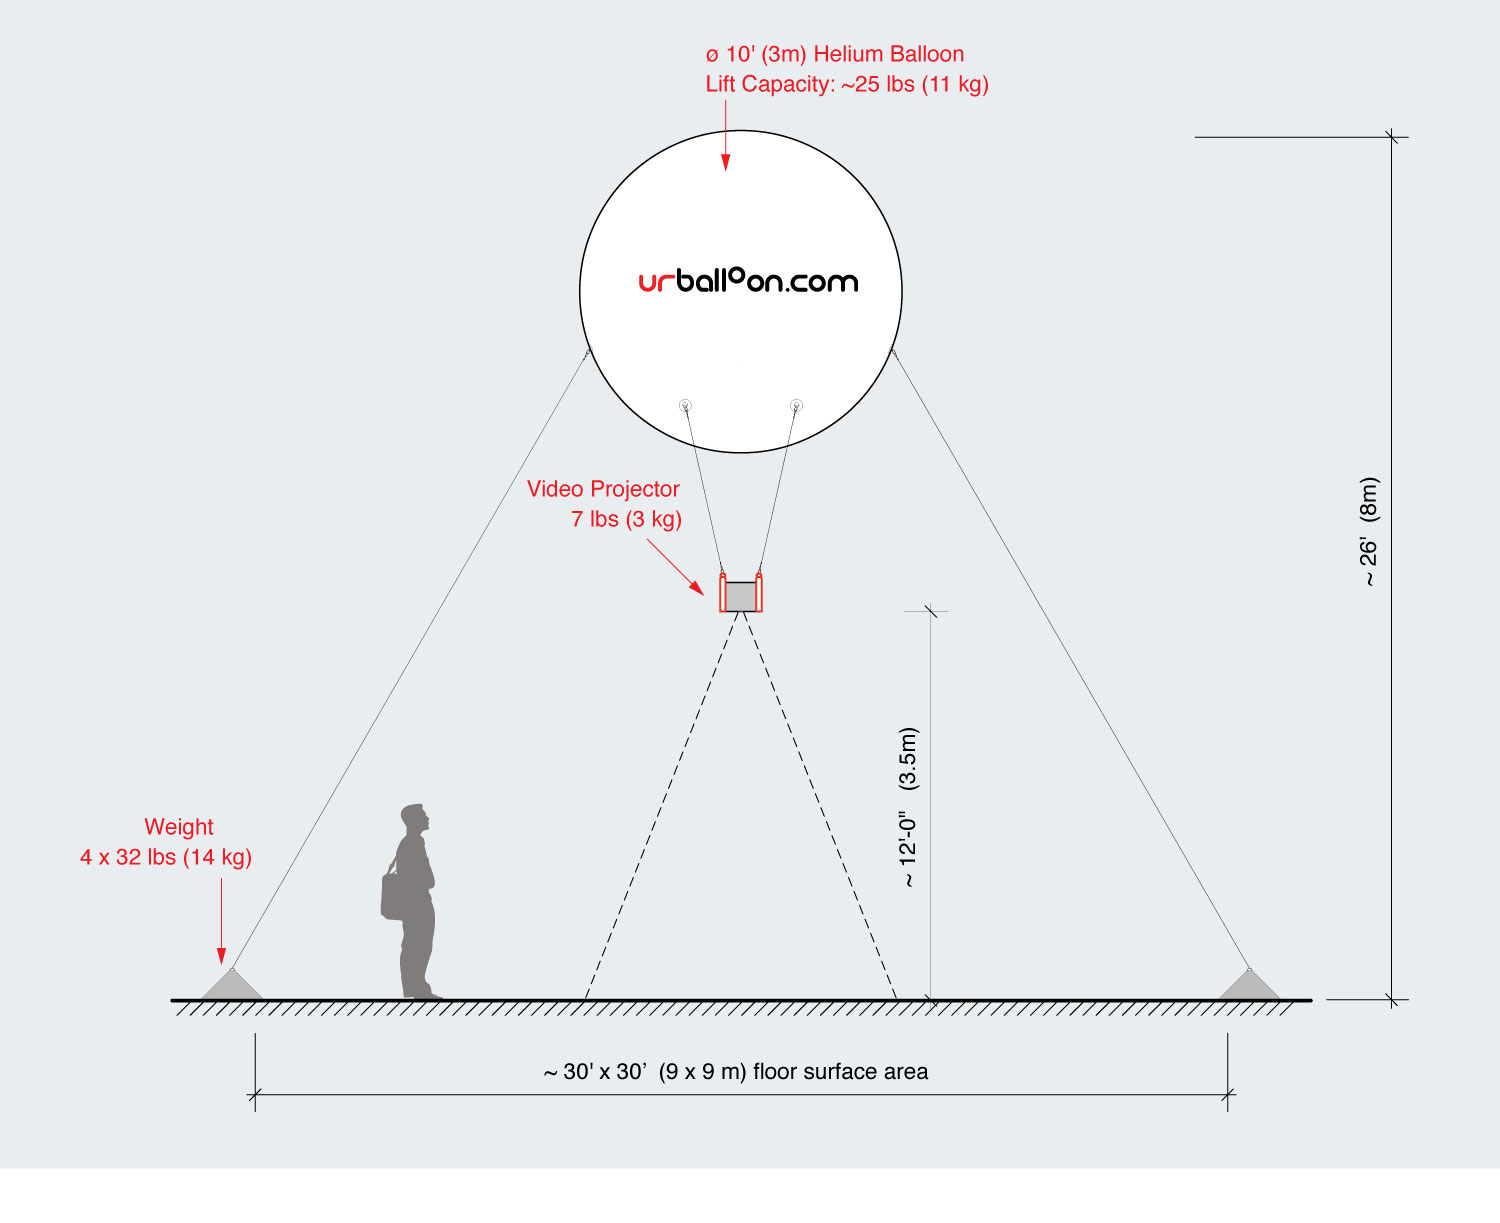 ø 10' (3m) Helium Balloon
Lift Capacity: ~25 lbs (11 kg)
urballoon.com
Video Projector
7 lbs (3 kg)
~ 26' (8m)
~ 12'-0" (3.5m)
Weight
4 x 32 lbs (14 kg)
~ 30' x 30’ (9 x 9 m) floor surface area